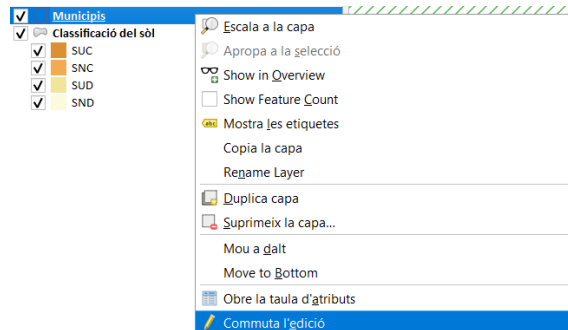 Municipis
Classificació del sòl
SUC
SNC
SUD
SND
Escala a la capa
Apropa a la selecció
Show in Overview
Show Feature Count
abc Mostra les etiquetes
Copia la capa
Rename Layer
Duplica capa
Suprimeix la capa...
Mou a dalt
Move to Bottom
Obre la taula d'atributs
Commuta l'edició